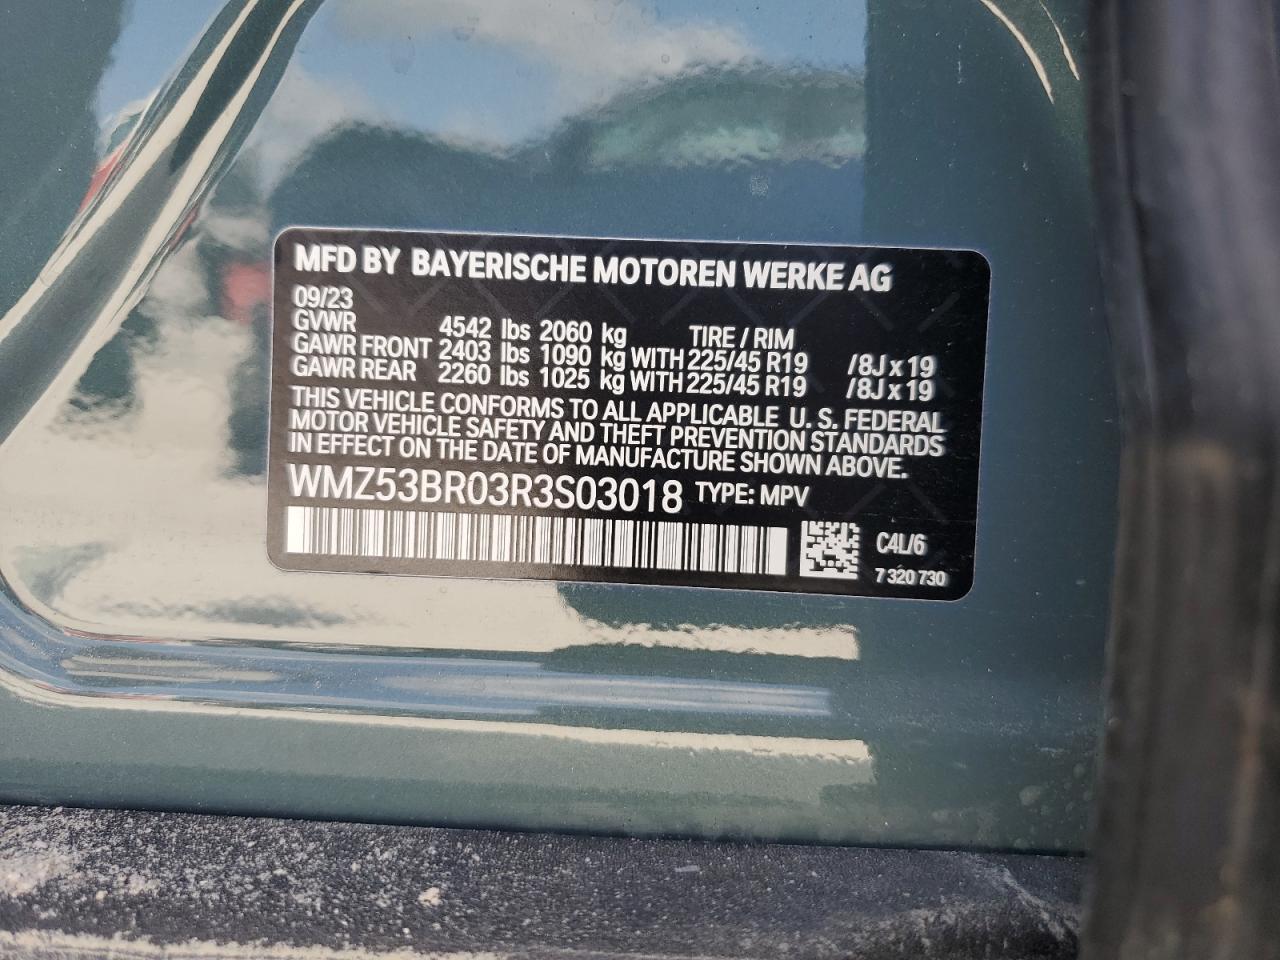 MFD BY BAYERISCHE MOTOREN WERKE AG
09/23
GVWR 4542 lbs 2060 kg TIRE / RIM
GAWR FRONT 2403 lbs 1090 kg WITH 225/45 R19 /8J x 19
GAWR REAR 2260 lbs 1025 kg WITH 225/45 R19 /8J x 19
THIS VEHICLE CONFORMS TO ALL APPLICABLE U. S. FEDERAL
MOTOR VEHICLE SAFETY AND THEFT PREVENTION STANDARDS
IN EFFECT ON THE DATE OF MANUFACTURE SHOWN ABOVE.
WMZ53BR03R3S03018 TYPE: MPV
C4L/6
7 320 730